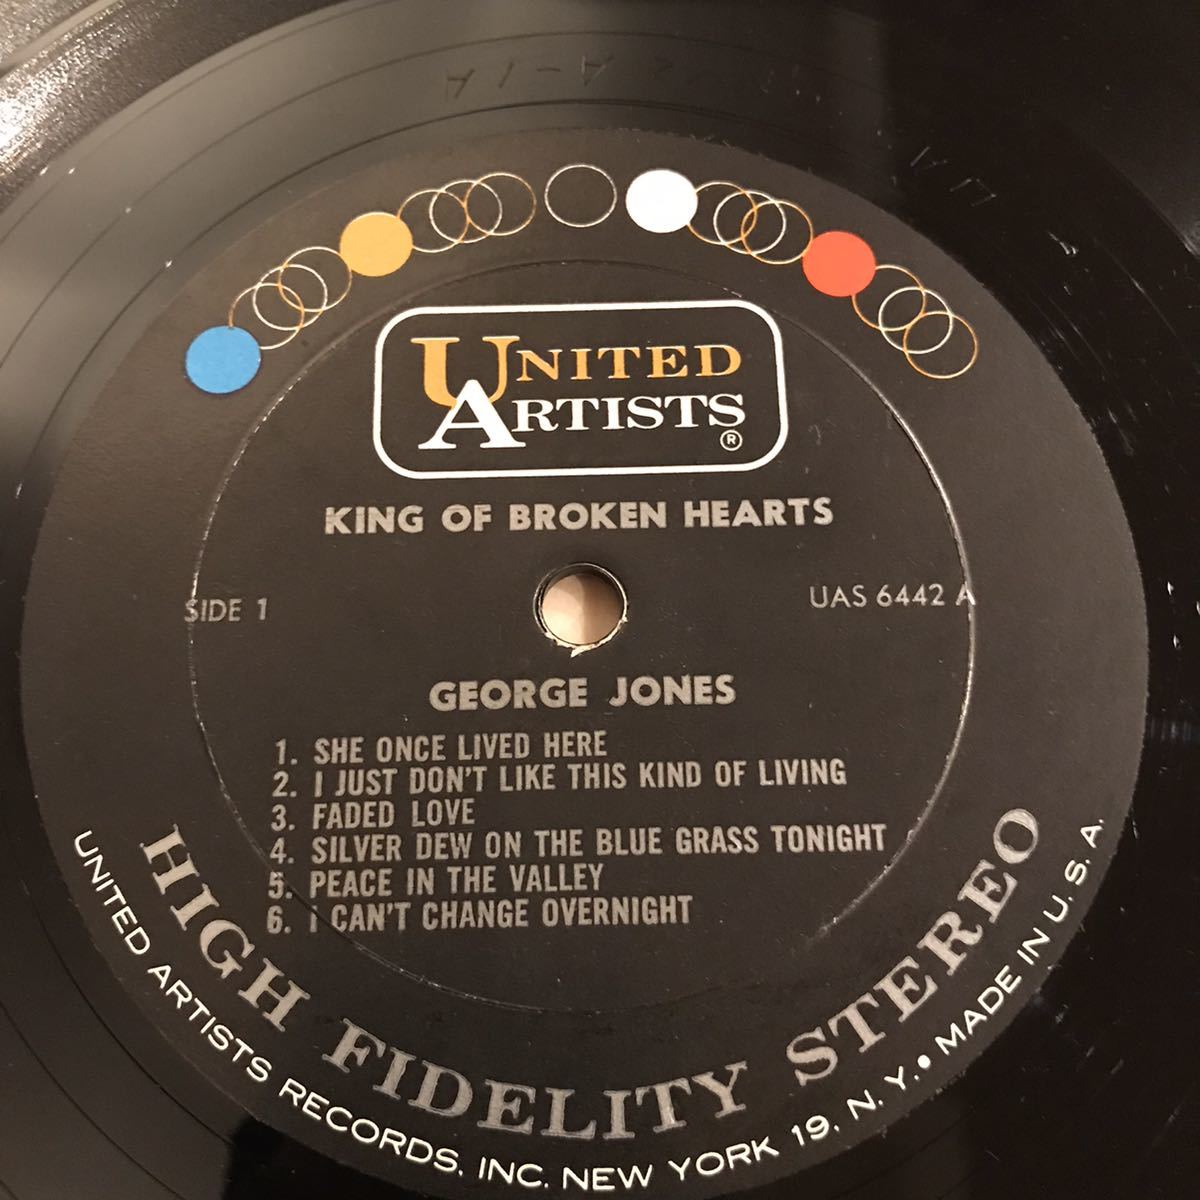 UNITED
ARTISTS
®
KING OF BROKEN HEARTS
SIDE 1
UAS 6442 A
GEORGE JONES
1. SHE ONCE LIVED HERE
2. I JUST DON'T LIKE THIS KIND OF LIVING
3. FADED LOVE
4. SILVER DEW ON THE BLUE GRASS TONIGHT
5. PEACE IN THE VALLEY
6. I CAN'T CHANGE OVERNIGHT
HIGH FIDELITY STEREO
UNITED ARTISTS RECORDS, INC. NEW YORK 19, N. Y. • MADE IN U. S. A.